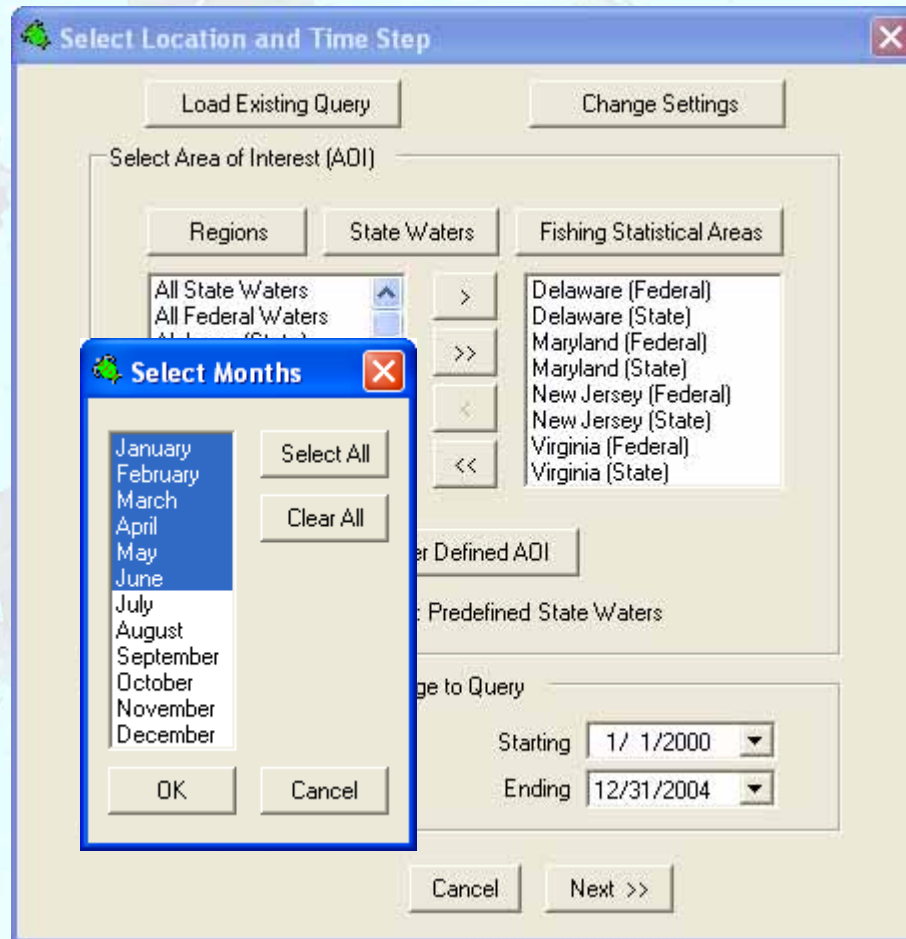 Select Location and Time Step
Load Existing Query
Change Settings
Select Area of Interest (AOI)
Regions
State Waters
Fishing Statistical Areas
All State Waters
All Federal Waters
>
>>
<
<<
Delaware (Federal)
Delaware (State)
Maryland (Federal)
Maryland (State)
New Jersey (Federal)
New Jersey (State)
Virginia (Federal)
Virginia (State)
Select Months
January
February
March
April
May
June
July
August
September
October
November
December
Select All
Clear All
OK
Cancel
Defined AOI
: Predefined State Waters
to Query
Starting 1/ 1/2000
Ending 12/31/2004
Cancel
Next >>